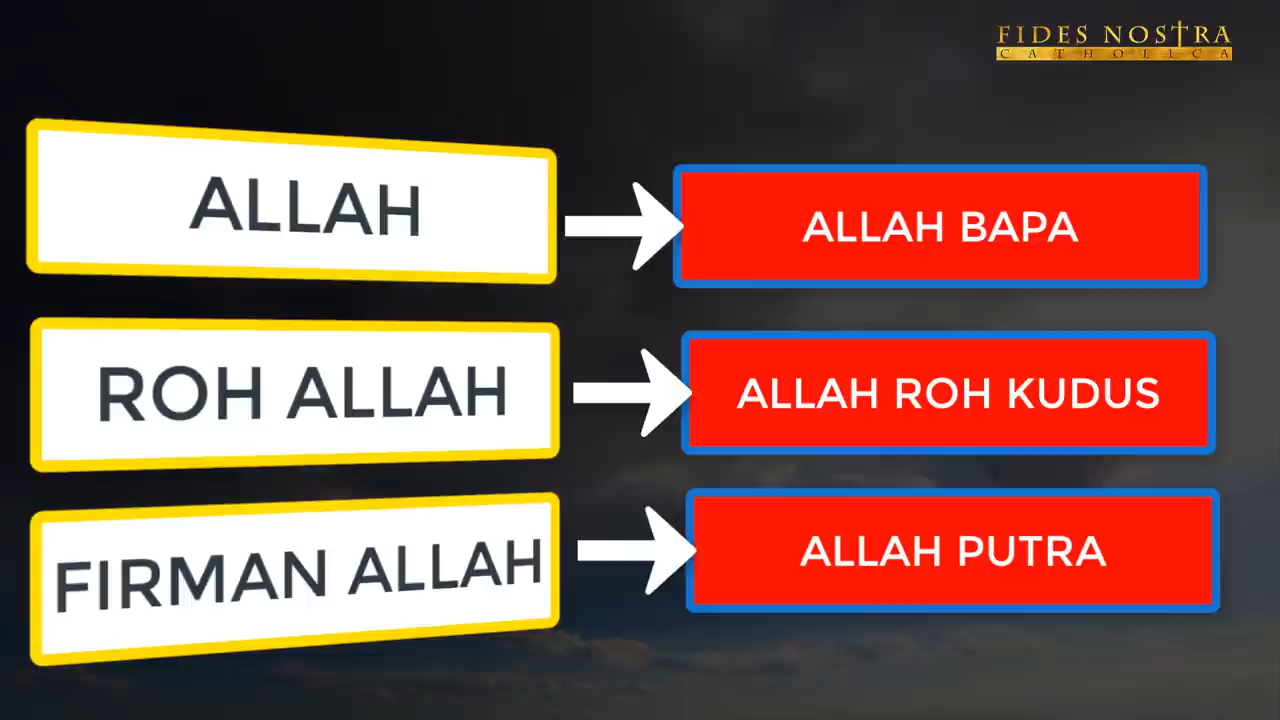 FIDES NOSTRA
CATHOLICA
ALLAH
ALLAH BAPA
ROH ALLAH
ALLAH ROH KUDUS
FIRMAN ALLAH
ALLAH PUTRA